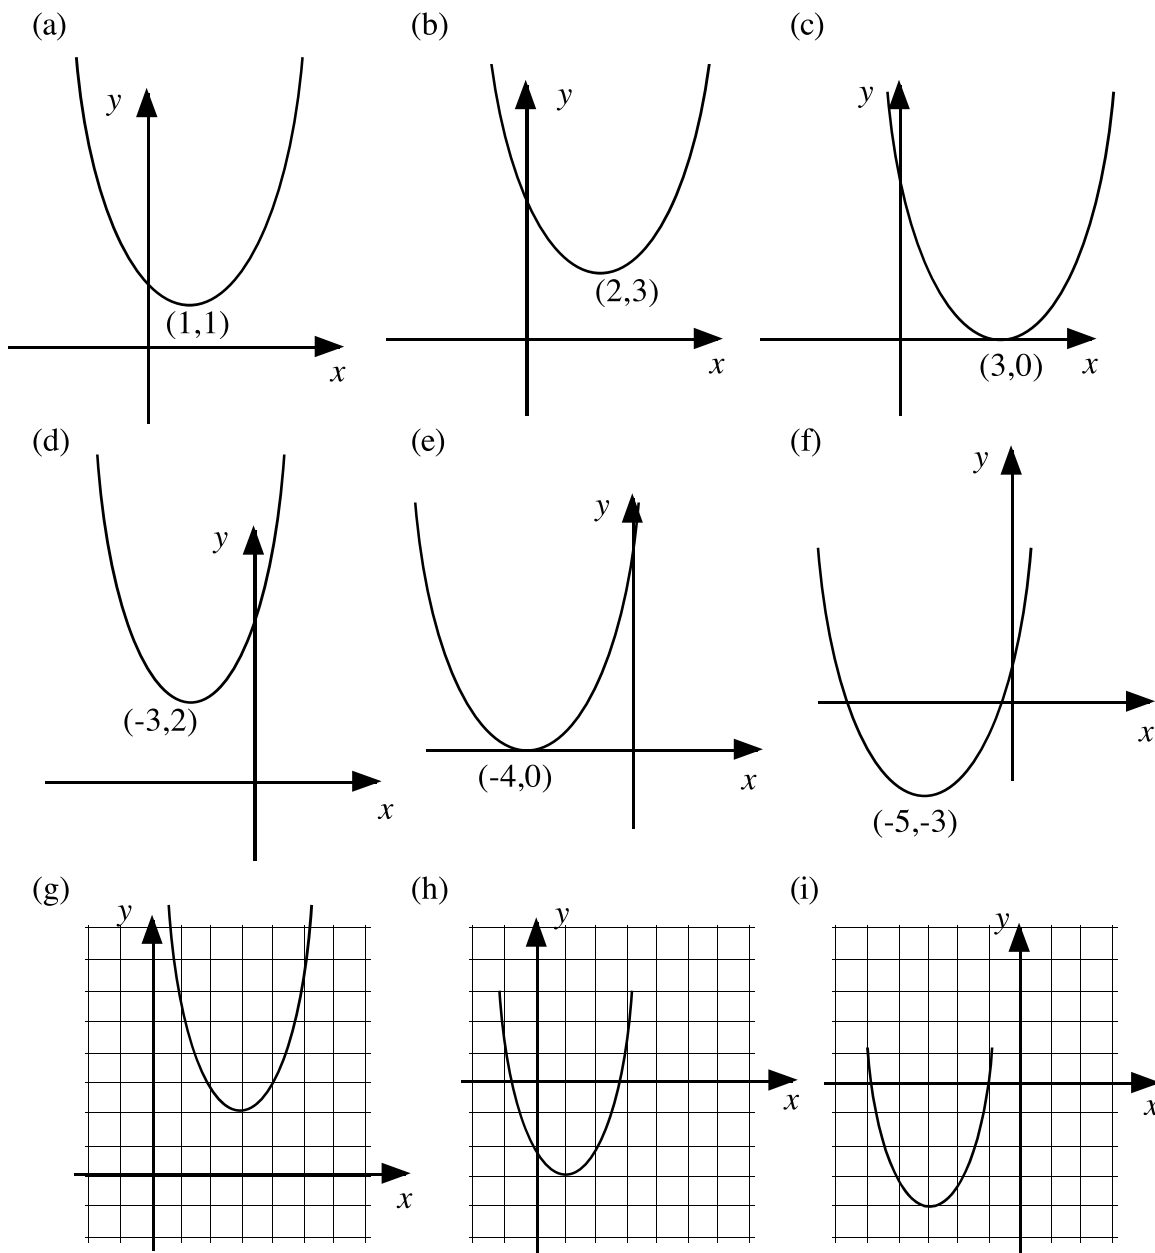 (a) (b) (c)
y y y
(1,1) (2,3) (3,0)
x x x
(d) (e) (f)
y y y
(-3,2) (-4,0) (-5,-3)
x x x
(g) (h) (i)
y y y
x x x